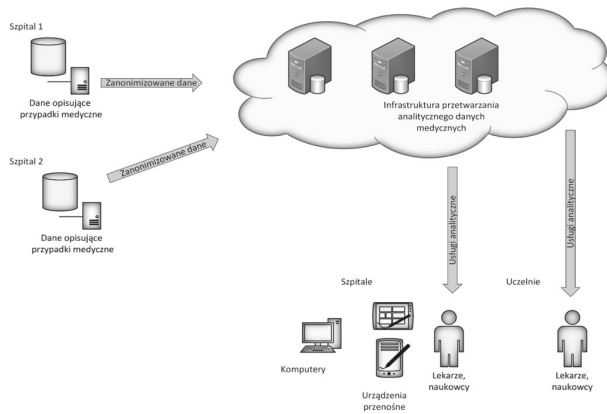 Szpital 1
Zanonimizowane dane
Dane opisujące
przypadki medyczne
Infrastruktura przetwarzania
analitycznego danych
medycznych
Szpital 2
Zanonimizowane dane
Dane opisujące
przypadki medyczne
Usługi analityczne
Usługi analityczne
Szpitale
Uczelnie
Komputery
Urządzenia
przenośne
Lekarze,
naukowcy
Lekarze,
naukowcy